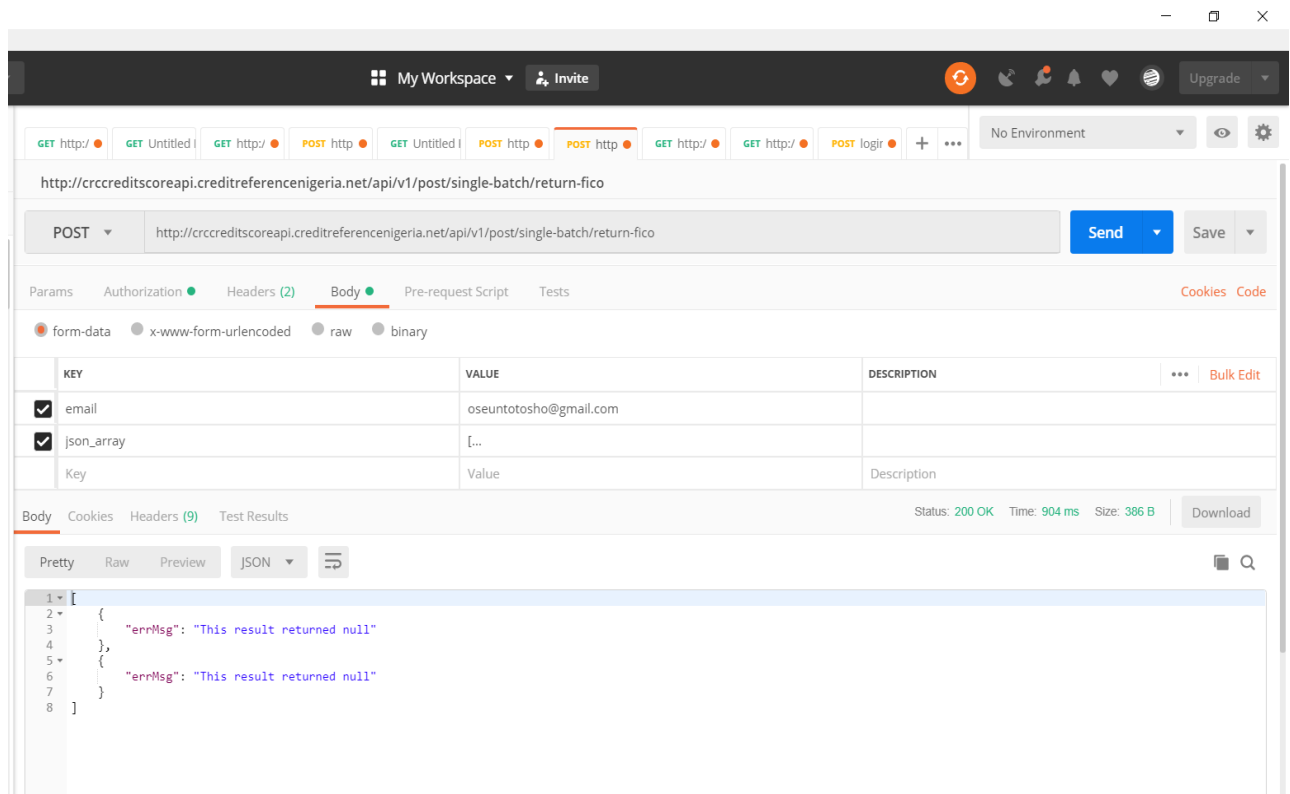 My Workspace Invite Upgrade
GET http:/ GET Untitled GET http:/ POST http GET Untitled POST http POST http GET http:/ GET http:/ POST login + ••• No Environment
http://crccreditscoreapi.creditreferencenigeria.net/api/v1/post/single-batch/return-fico
POST http://crccreditscoreapi.creditreferencenigeria.net/api/v1/post/single-batch/return-fico Send Save
Params Authorization Headers (2) Body Pre-request Script Tests Cookies Code
form-data x-www-form-urlencoded raw binary
KEY VALUE DESCRIPTION ••• Bulk Edit
email oseuntotosho@gmail.com
json_array [...
Key Value Description
Body Cookies Headers (9) Test Results Status: 200 OK Time: 904 ms Size: 386 B Download
Pretty Raw Preview JSON
1 [
2 {
3 "errMsg": "This result returned null"
4 },
5 {
6 "errMsg": "This result returned null"
7 }
8 ]